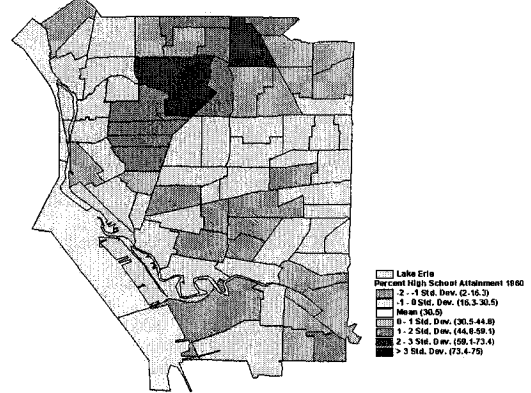 Lake Erie
Percent High School Attainment 1960
-2 - -1 Std. Dev. (2-16.3)
-1 - 0 Std. Dev. (16.3-30.5)
Mean (30.5)
0 - 1 Std. Dev. (30.5-44.8)
1 - 2 Std. Dev. (44.8-59.1)
2 - 3 Std. Dev. (59.1-73.4)
> 3 Std. Dev. (73.4-75)